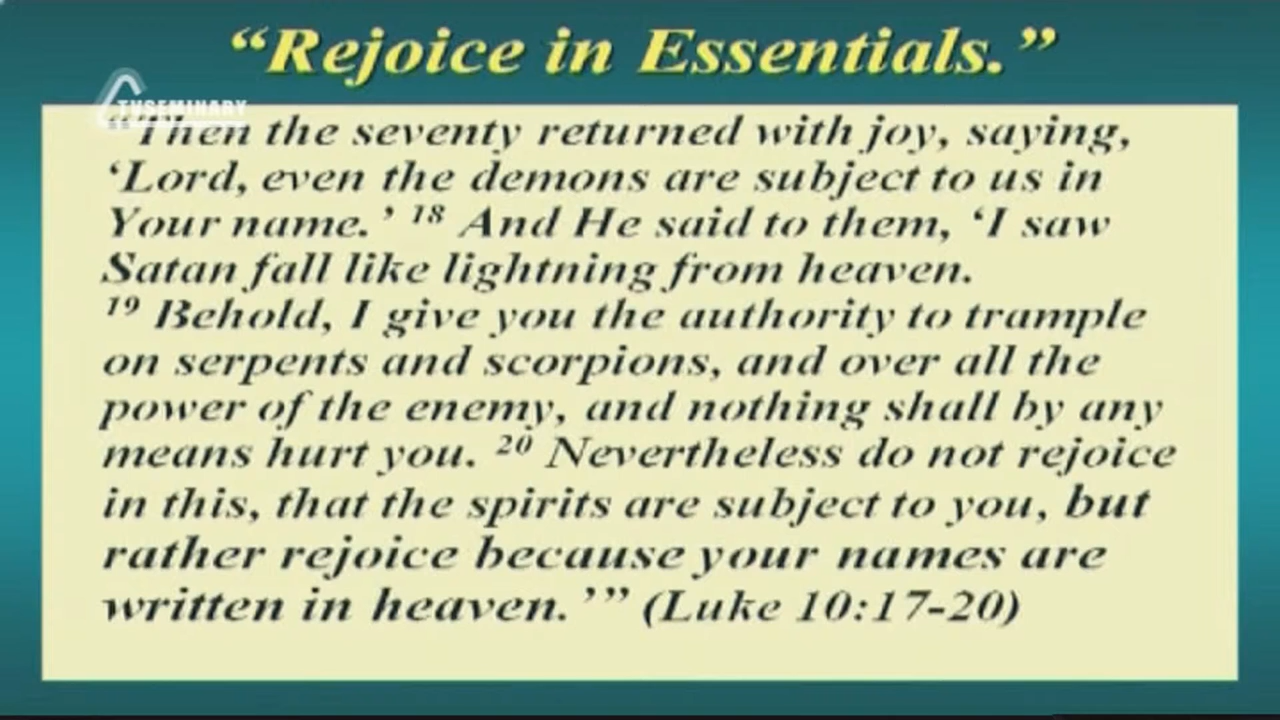 “Rejoice in Essentials.”
TVSEMINARY
“Then the seventy returned with joy, saying,
‘Lord, even the demons are subject to us in
Your name.’ 18 And He said to them, ‘I saw
Satan fall like lightning from heaven.
19 Behold, I give you the authority to trample
on serpents and scorpions, and over all the
power of the enemy, and nothing shall by any
means hurt you. 20 Nevertheless do not rejoice
in this, that the spirits are subject to you, but
rather rejoice because your names are
written in heaven.’” (Luke 10:17-20)